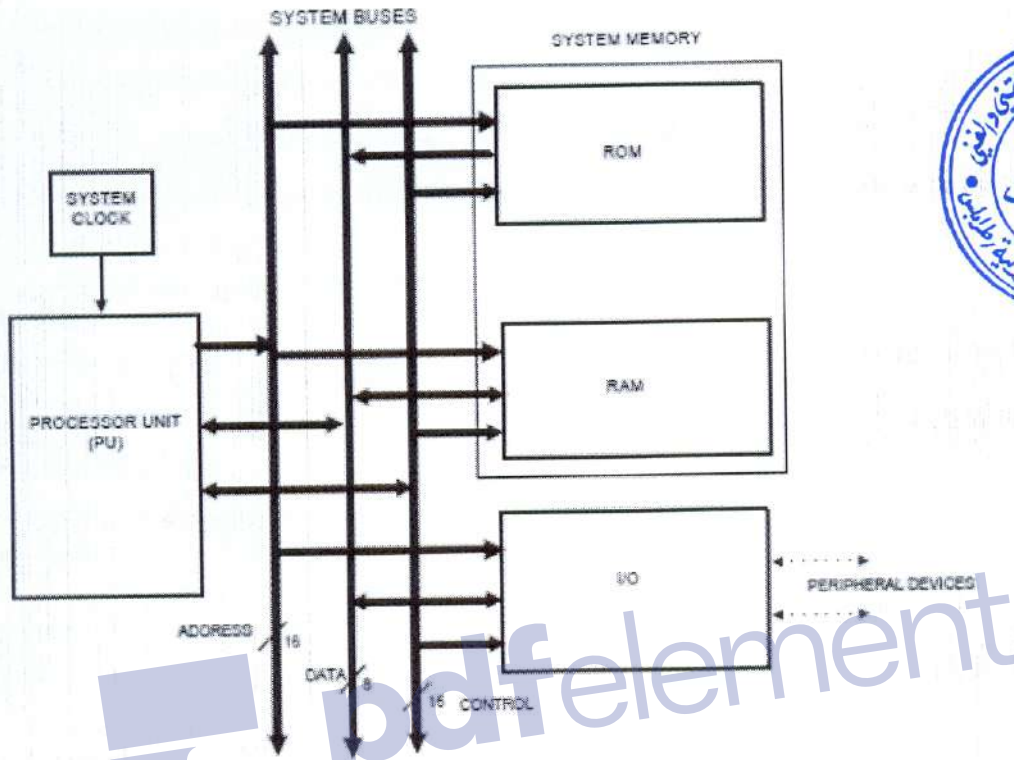 SYSTEM BUSES
SYSTEM MEMORY
ROM
SYSTEM
CLOCK
RAM
PROCESSOR UNIT
(PU)
I/O
PERIPHERAL DEVICES
ADDRESS
16
DATA
8
16 CONTROL
pdfelement